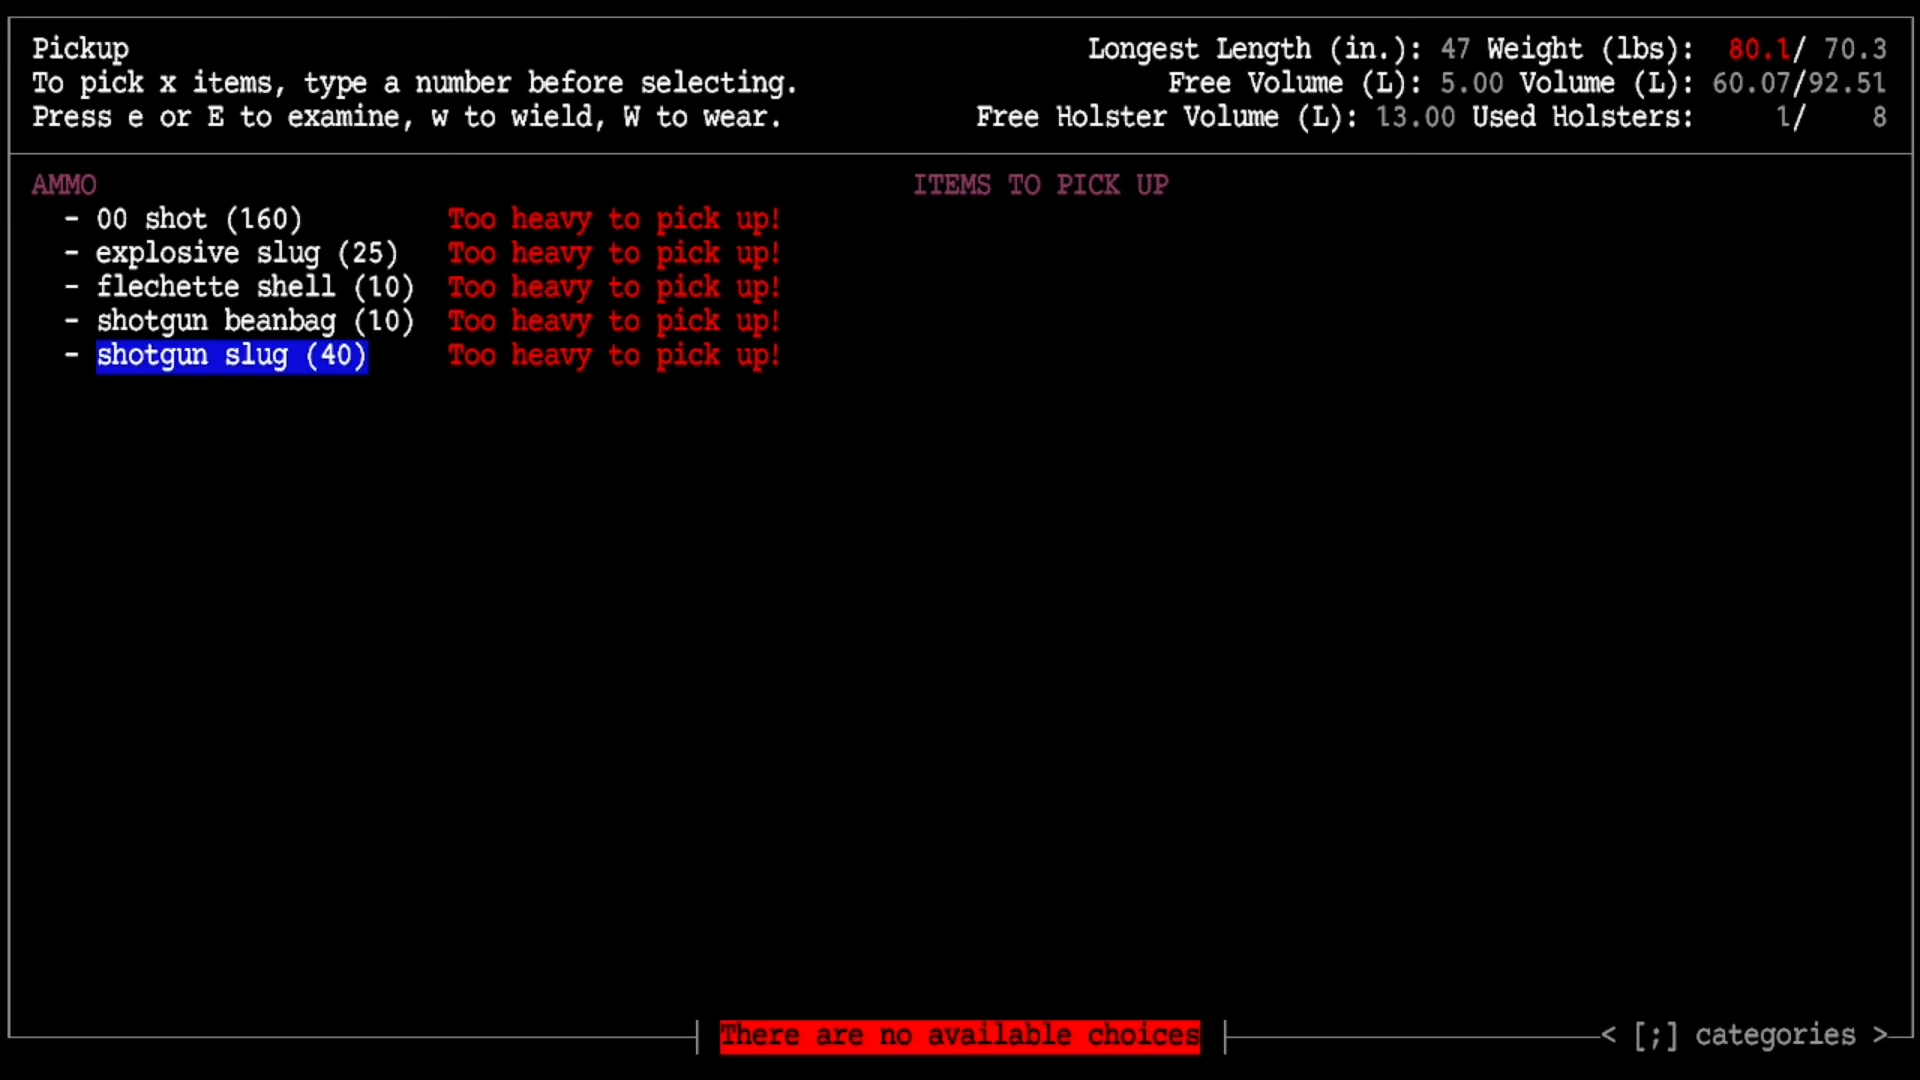 Pickup
To pick x items, type a number before selecting.
Press e or E to examine, w to wield, W to wear.
Longest Length (in.): 47 Weight (lbs): 80.1/ 70.3
Free Volume (L): 5.00 Volume (L): 60.07/92.51
Free Holster Volume (L): 13.00 Used Holsters: 1/ 8
AMMO
- 00 shot (160) Too heavy to pick up!
- explosive slug (25) Too heavy to pick up!
- flechette shell (10) Too heavy to pick up!
- shotgun beanbag (10) Too heavy to pick up!
- shotgun slug (40) Too heavy to pick up!
ITEMS TO PICK UP
There are no available choices
< [;] categories >